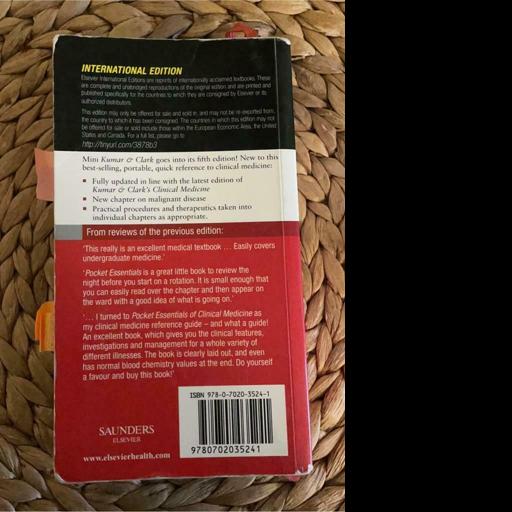 INTERNATIONAL EDITION
Elsevier International Editions are reprints of internationally acclaimed textbooks. These
are complete and unabridged reproductions of the original edition and are printed and
published specifically for the countries to which they are consigned by Elsevier or its
authorized distributors.
This edition may only be offered for sale and sold in, and may not be re-exported from,
the country to which it has been consigned. The countries in which this edition may not
be offered for sale or sold include those within the European Economic Area, the United
States and Canada. For a full list, please go to
http://tinyurl.com/3878b3
Mini Kumar & Clark goes into its fifth edition! New to this
best-selling, portable, quick reference to clinical medicine:
Fully updated in line with the latest edition of
Kumar & Clark's Clinical Medicine
New chapter on malignant disease
Practical procedures and therapeutics taken into
individual chapters as appropriate.
From reviews of the previous edition:
'This really is an excellent medical textbook ... Easily covers
undergraduate medicine.'
'Pocket Essentials is a great little book to review the
night before you start on a rotation. It is small enough that
you can easily read over the chapter and then appear on
the ward with a good idea of what is going on.'
'... I turned to Pocket Essentials of Clinical Medicine as
my clinical medicine reference guide – and what a guide!
An excellent book, which gives you the clinical features,
investigations and management for a whole variety of
different illnesses. The book is clearly laid out, and even
has normal blood chemistry values at the end. Do yourself
a favour and buy this book!'
ISBN 978-0-7020-3524-1
9780702035241
SAUNDERS
ELSEVIER
www.elsevierhealth.com